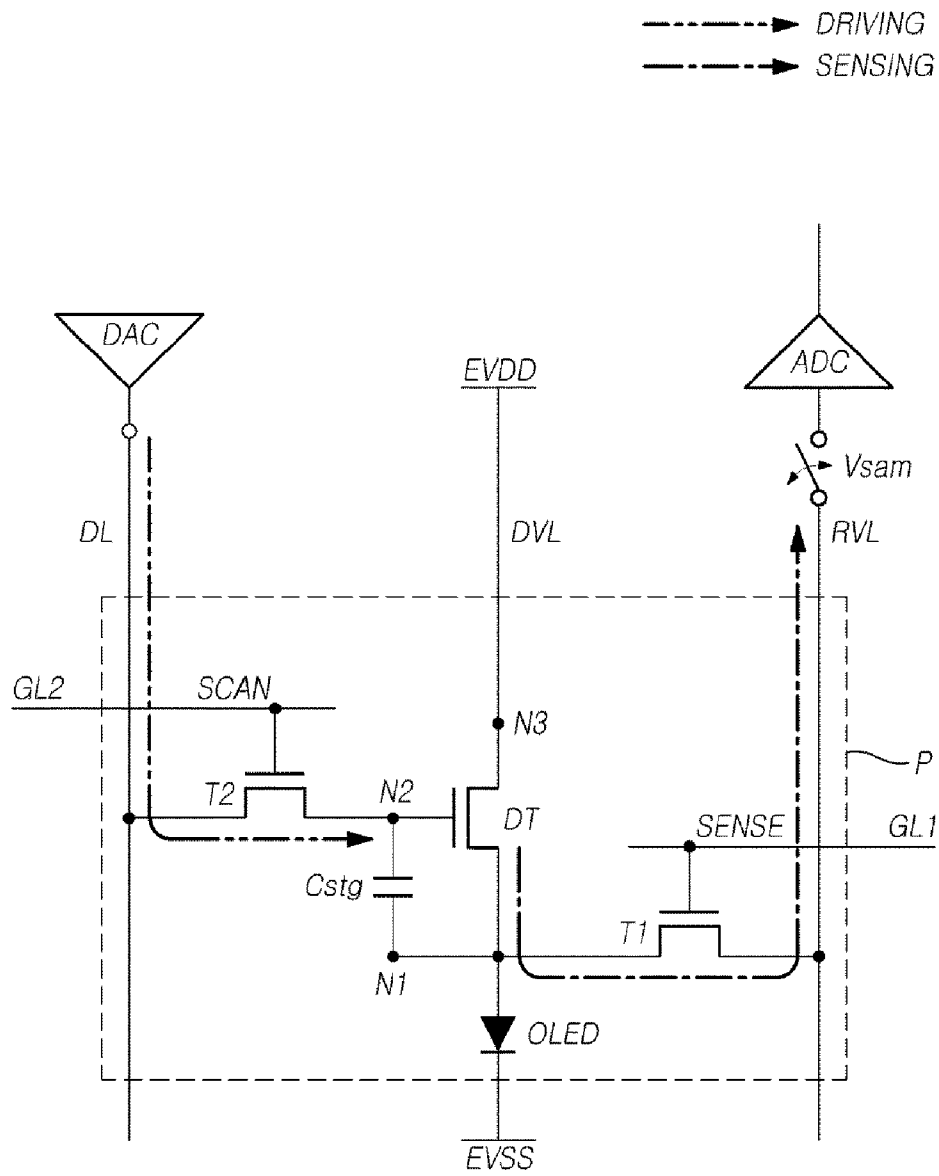 DRIVING
SENSING
DAC
ADC
EVDD
Vsam
DL
DVL
RVL
GL2
SCAN
N3
P
T2
N2
DT
SENSE
GL1
Cstg
T1
N1
OLED
EVSS